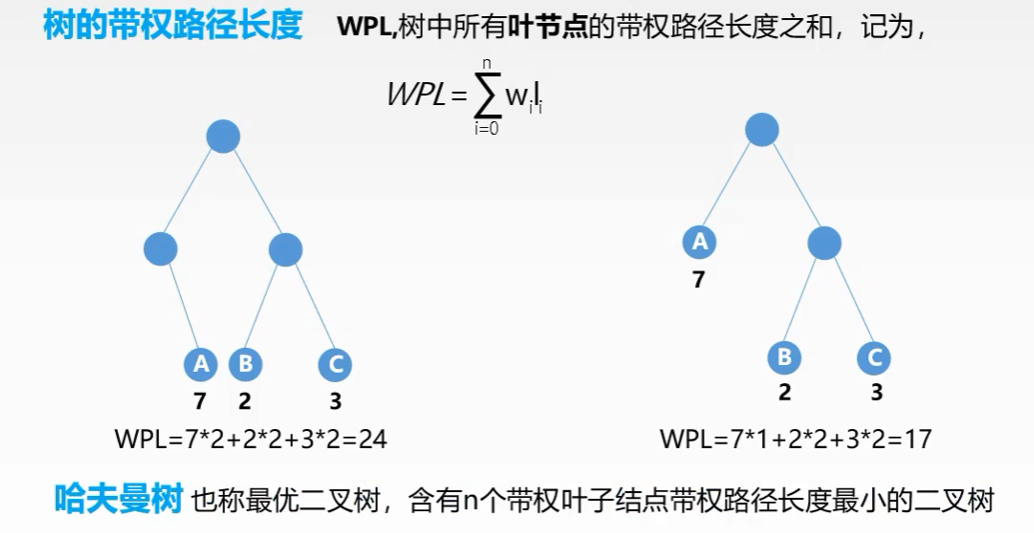 树的带权路径长度 WPL,树中所有叶节点的带权路径长度之和，记为，
n
WPL=∑wᵢlᵢ
i=0
A
7
A B C
B C
7 2 3
2 3
WPL=7*2+2*2+3*2=24
WPL=7*1+2*2+3*2=17
哈夫曼树 也称最优二叉树，含有n个带权叶子结点带权路径长度最小的二叉树